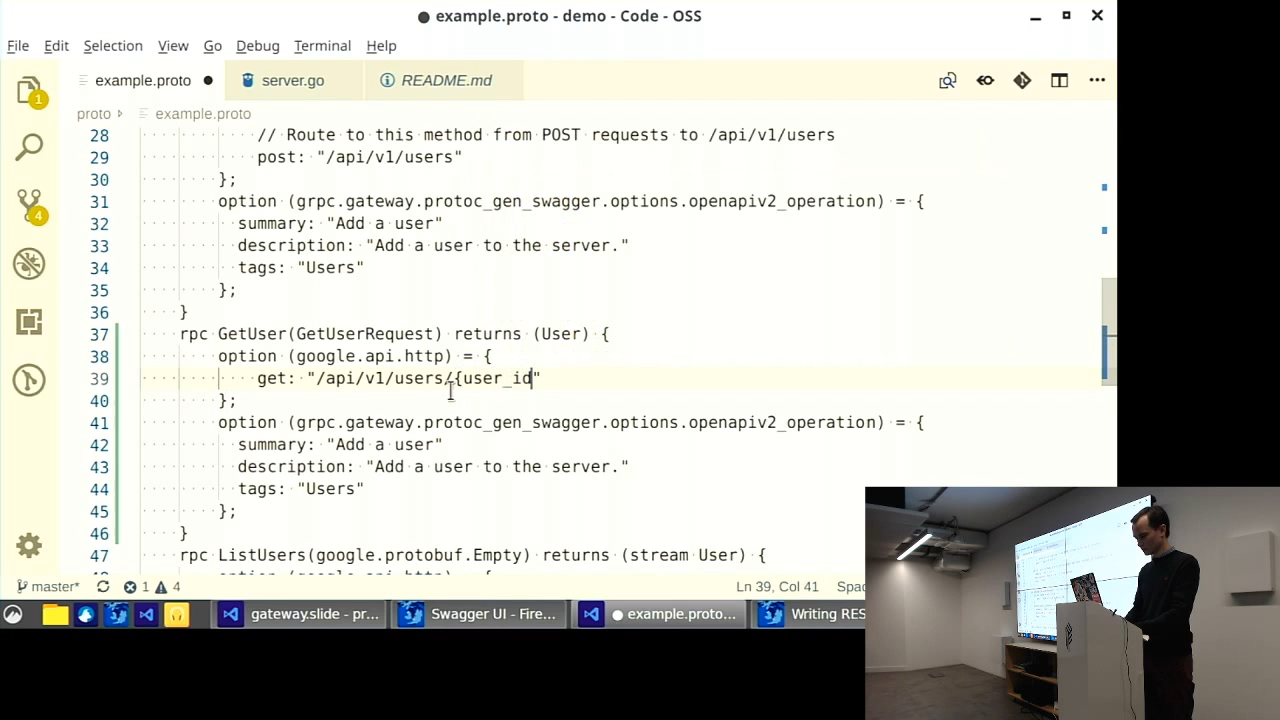 example.proto - demo - Code - OSS
File Edit Selection View Go Debug Terminal Help
example.proto server.go README.md
proto example.proto
28 // Route to this method from POST requests to /api/v1/users
29 post: "/api/v1/users"
30 };
31 option (grpc.gateway.protoc_gen_swagger.options.openapiv2_operation) = {
32 summary: "Add a user"
33 description: "Add a user to the server."
34 tags: "Users"
35 };
36 }
37 rpc GetUser(GetUserRequest) returns (User) {
38 option (google.api.http) = {
39 get: "/api/v1/users/{user_id"
40 };
41 option (grpc.gateway.protoc_gen_swagger.options.openapiv2_operation) = {
42 summary: "Add a user"
43 description: "Add a user to the server."
44 tags: "Users"
45 };
46 }
47 rpc ListUsers(google.protobuf.Empty) returns (stream User) {
1
4
master* 1 4 Ln 39, Col 41 Spac
gateway.slide - pr... Swagger UI - Fire... example.proto... Writing RES